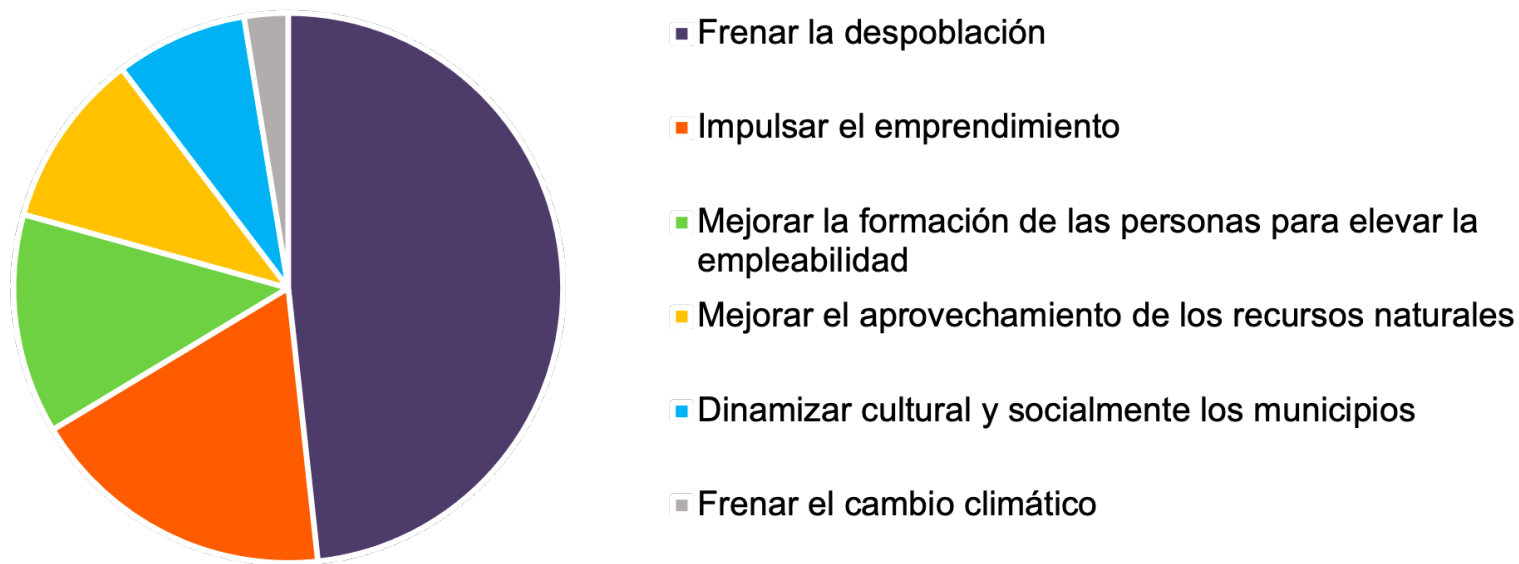 Frenar la despoblación
Impulsar el emprendimiento
Mejorar la formación de las personas para elevar la
empleabilidad
Mejorar el aprovechamiento de los recursos naturales
Dinamizar cultural y socialmente los municipios
Frenar el cambio climático